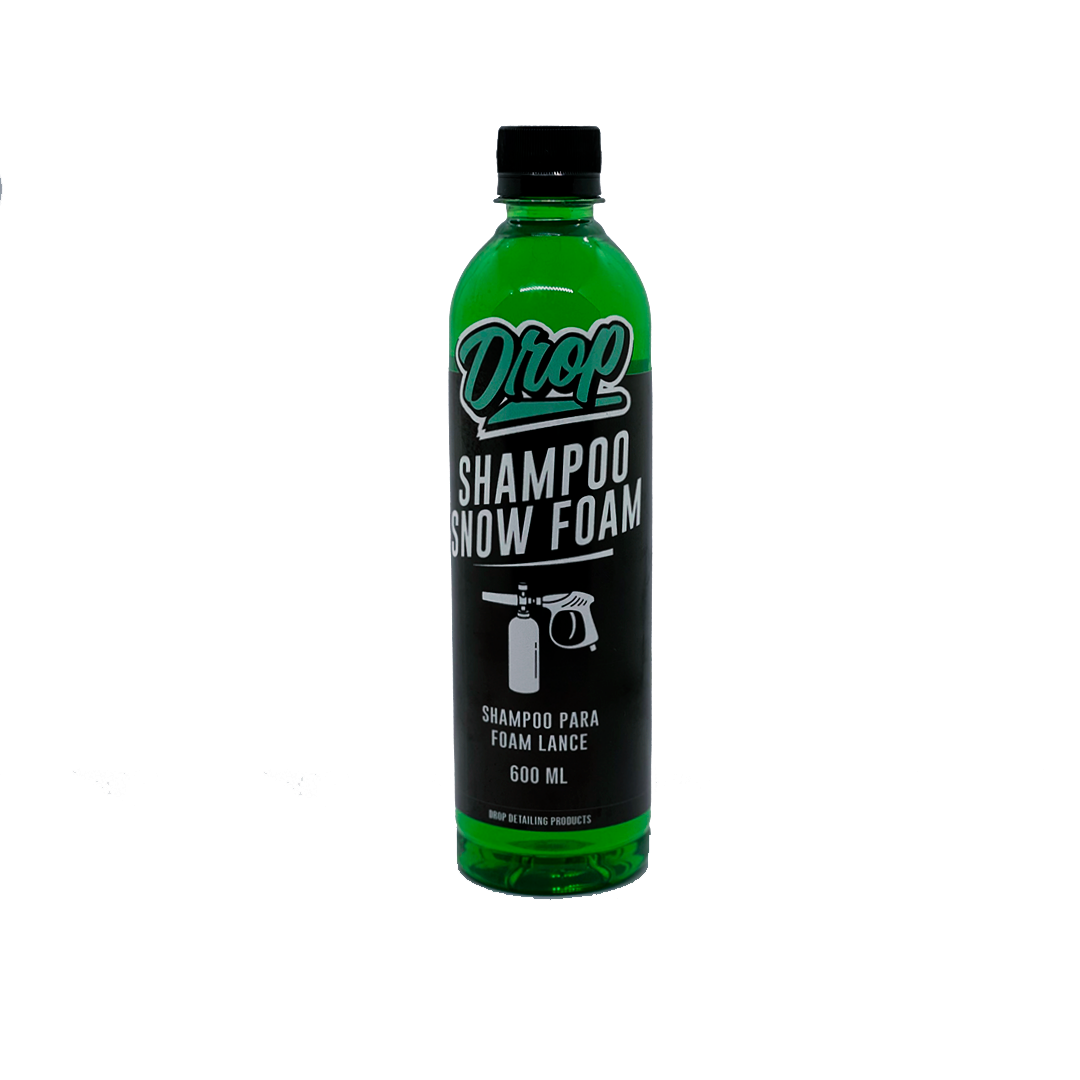 Drop
SHAMPOO
SNOW FOAM
SHAMPOO PARA
FOAM LANCE
600 ML
DROP DETAILING PRODUCTS